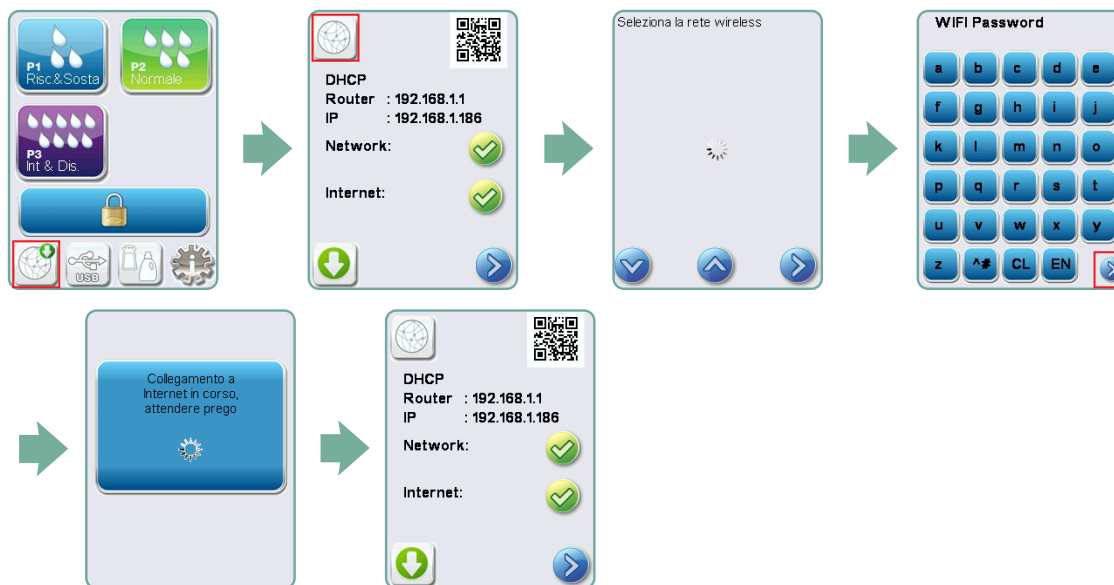 P1
Risc.&Sosta
P2
Normale
P3
Int & Dis.
USB
DHCP
Router : 192.168.1.1
IP : 192.168.1.186
Network:
Internet:
Seleziona la rete wireless
WIFI Password
a b c d e
f g h i j
k l m n o
p q r s t
u v w x y
z ^# CL EN
Collegamento a
Internet in corso,
attendere prego
DHCP
Router : 192.168.1.1
IP : 192.168.1.186
Network:
Internet: